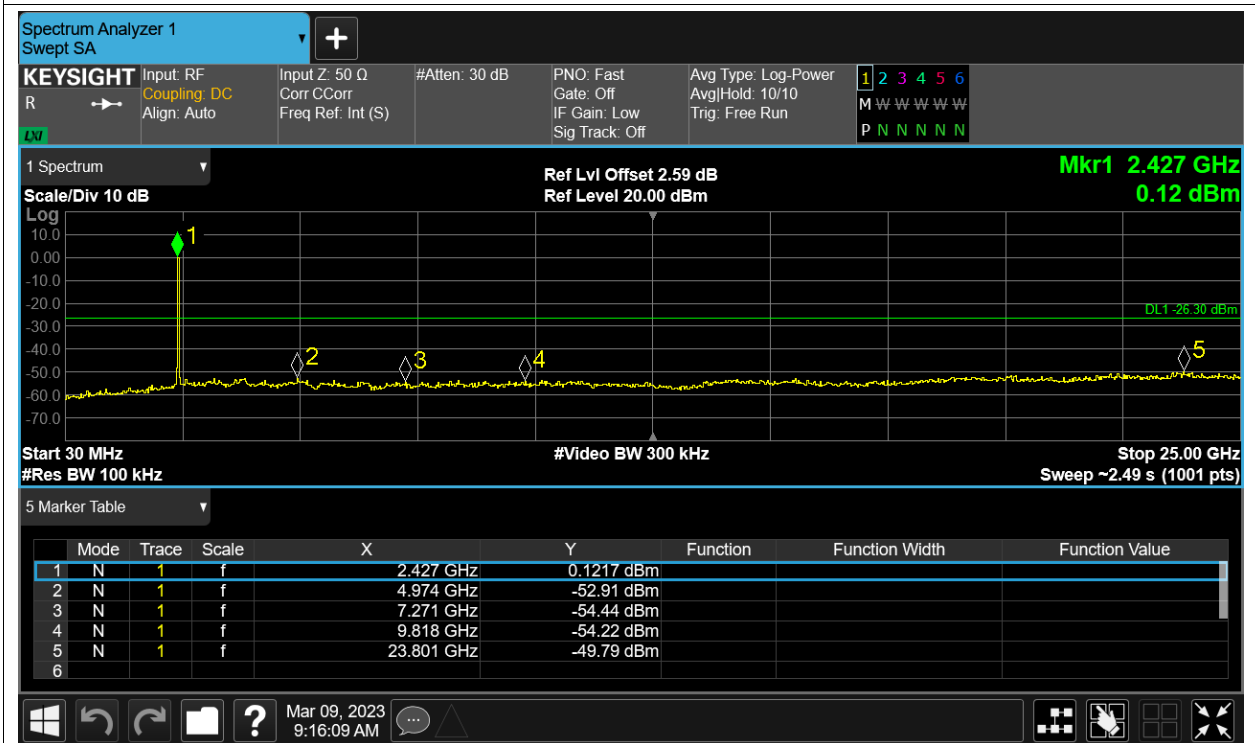 Spectrum Analyzer 1
Swept SA
KEYSIGHT
R
LXI
Input: RF
Coupling: DC
Align: Auto
Input Z: 50 Ω
Corr CCorr
Freq Ref: Int (S)
#Atten: 30 dB
PNO: Fast
Gate: Off
IF Gain: Low
Sig Track: Off
Avg Type: Log-Power
Avg|Hold: 10/10
Trig: Free Run
1 2 3 4 5 6
M W W W W W
P N N N N N
1 Spectrum
Scale/Div 10 dB
Ref Lvl Offset 2.59 dB
Ref Level 20.00 dBm
Mkr1 2.427 GHz
0.12 dBm
Log
10.0
0.00
-10.0
-20.0
-30.0
-40.0
-50.0
-60.0
-70.0
1
2
3
4
5
DL1 -26.30 dBm
Start 30 MHz
#Res BW 100 kHz
#Video BW 300 kHz
Stop 25.00 GHz
Sweep ~2.49 s (1001 pts)
5 Marker Table
Mode Trace Scale X Y Function Function Width Function Value
1 N 1 f 2.427 GHz 0.1217 dBm
2 N 1 f 4.974 GHz -52.91 dBm
3 N 1 f 7.271 GHz -54.44 dBm
4 N 1 f 9.818 GHz -54.22 dBm
5 N 1 f 23.801 GHz -49.79 dBm
6
?
Mar 09, 2023
9:16:09 AM